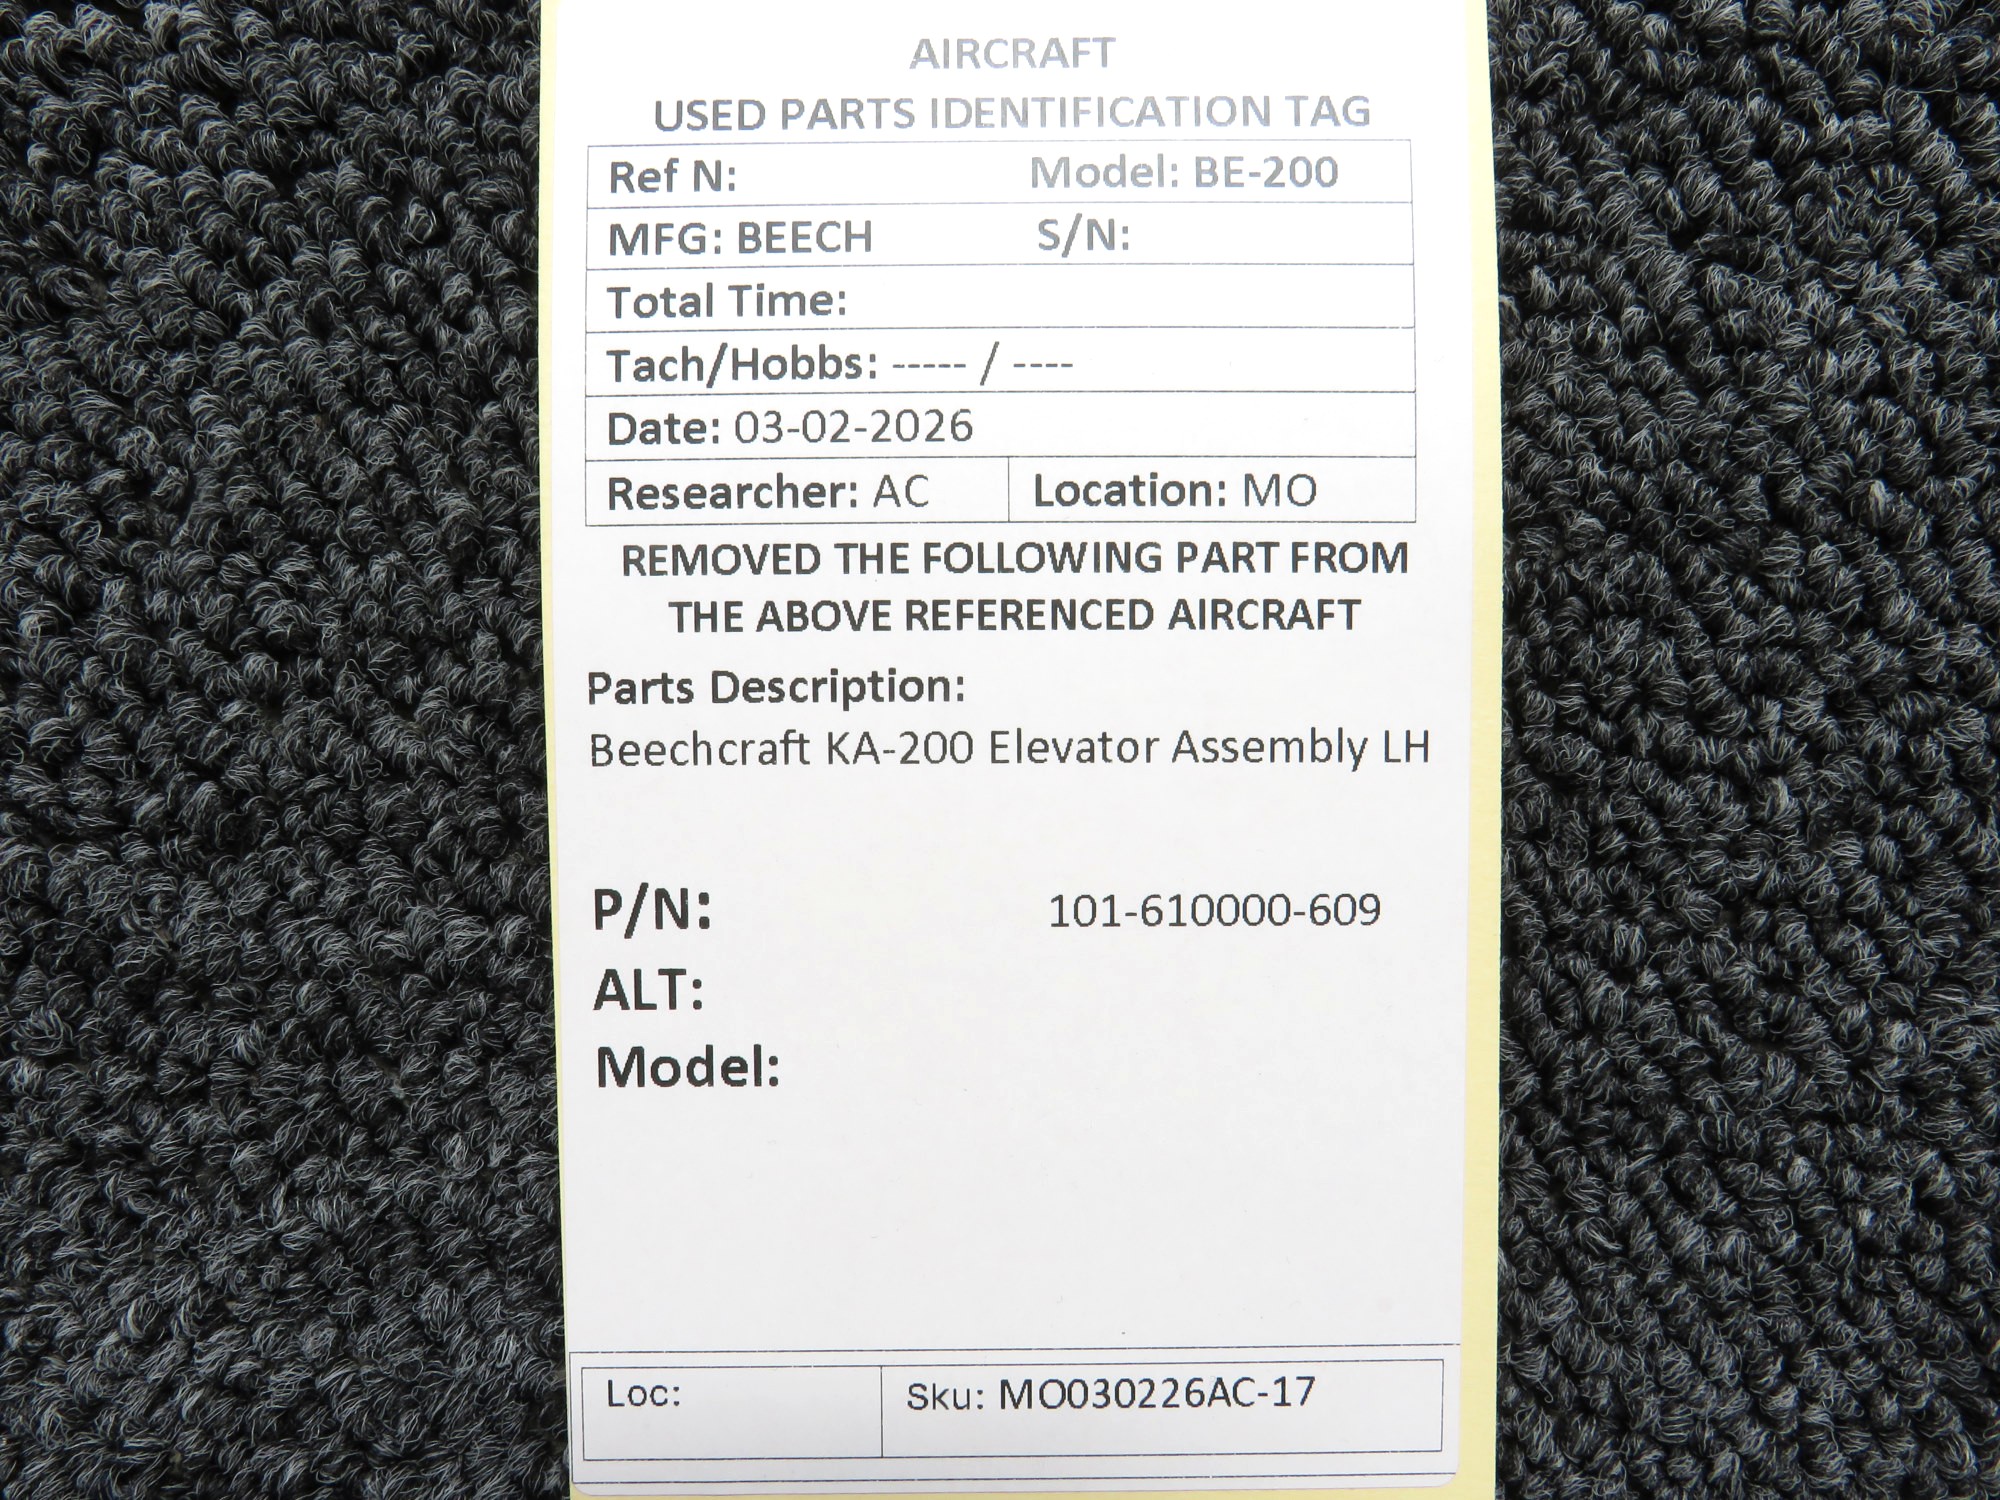 AIRCRAFT
USED PARTS IDENTIFICATION TAG
Ref N: Model: BE-200
MFG: BEECH S/N:
Total Time:
Tach/Hobbs: ----- / ----
Date: 03-02-2026
Researcher: AC Location: MO
REMOVED THE FOLLOWING PART FROM
THE ABOVE REFERENCED AIRCRAFT
Parts Description:
Beechcraft KA-200 Elevator Assembly LH
P/N: 101-610000-609
ALT:
Model:
Loc: Sku: MO030226AC-17